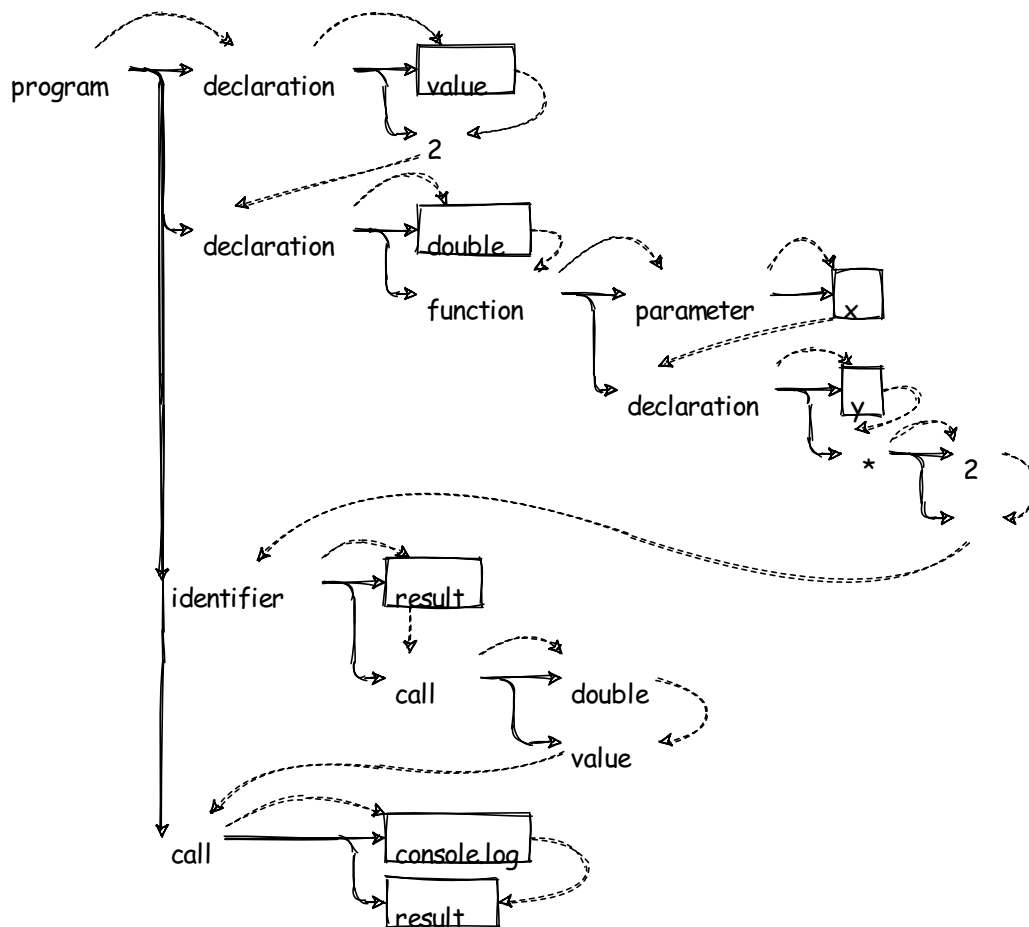 program
declaration
value
2
declaration
double
function
parameter
x
declaration
y
*
2
identifier
result
call
double
value
call
console.log
result